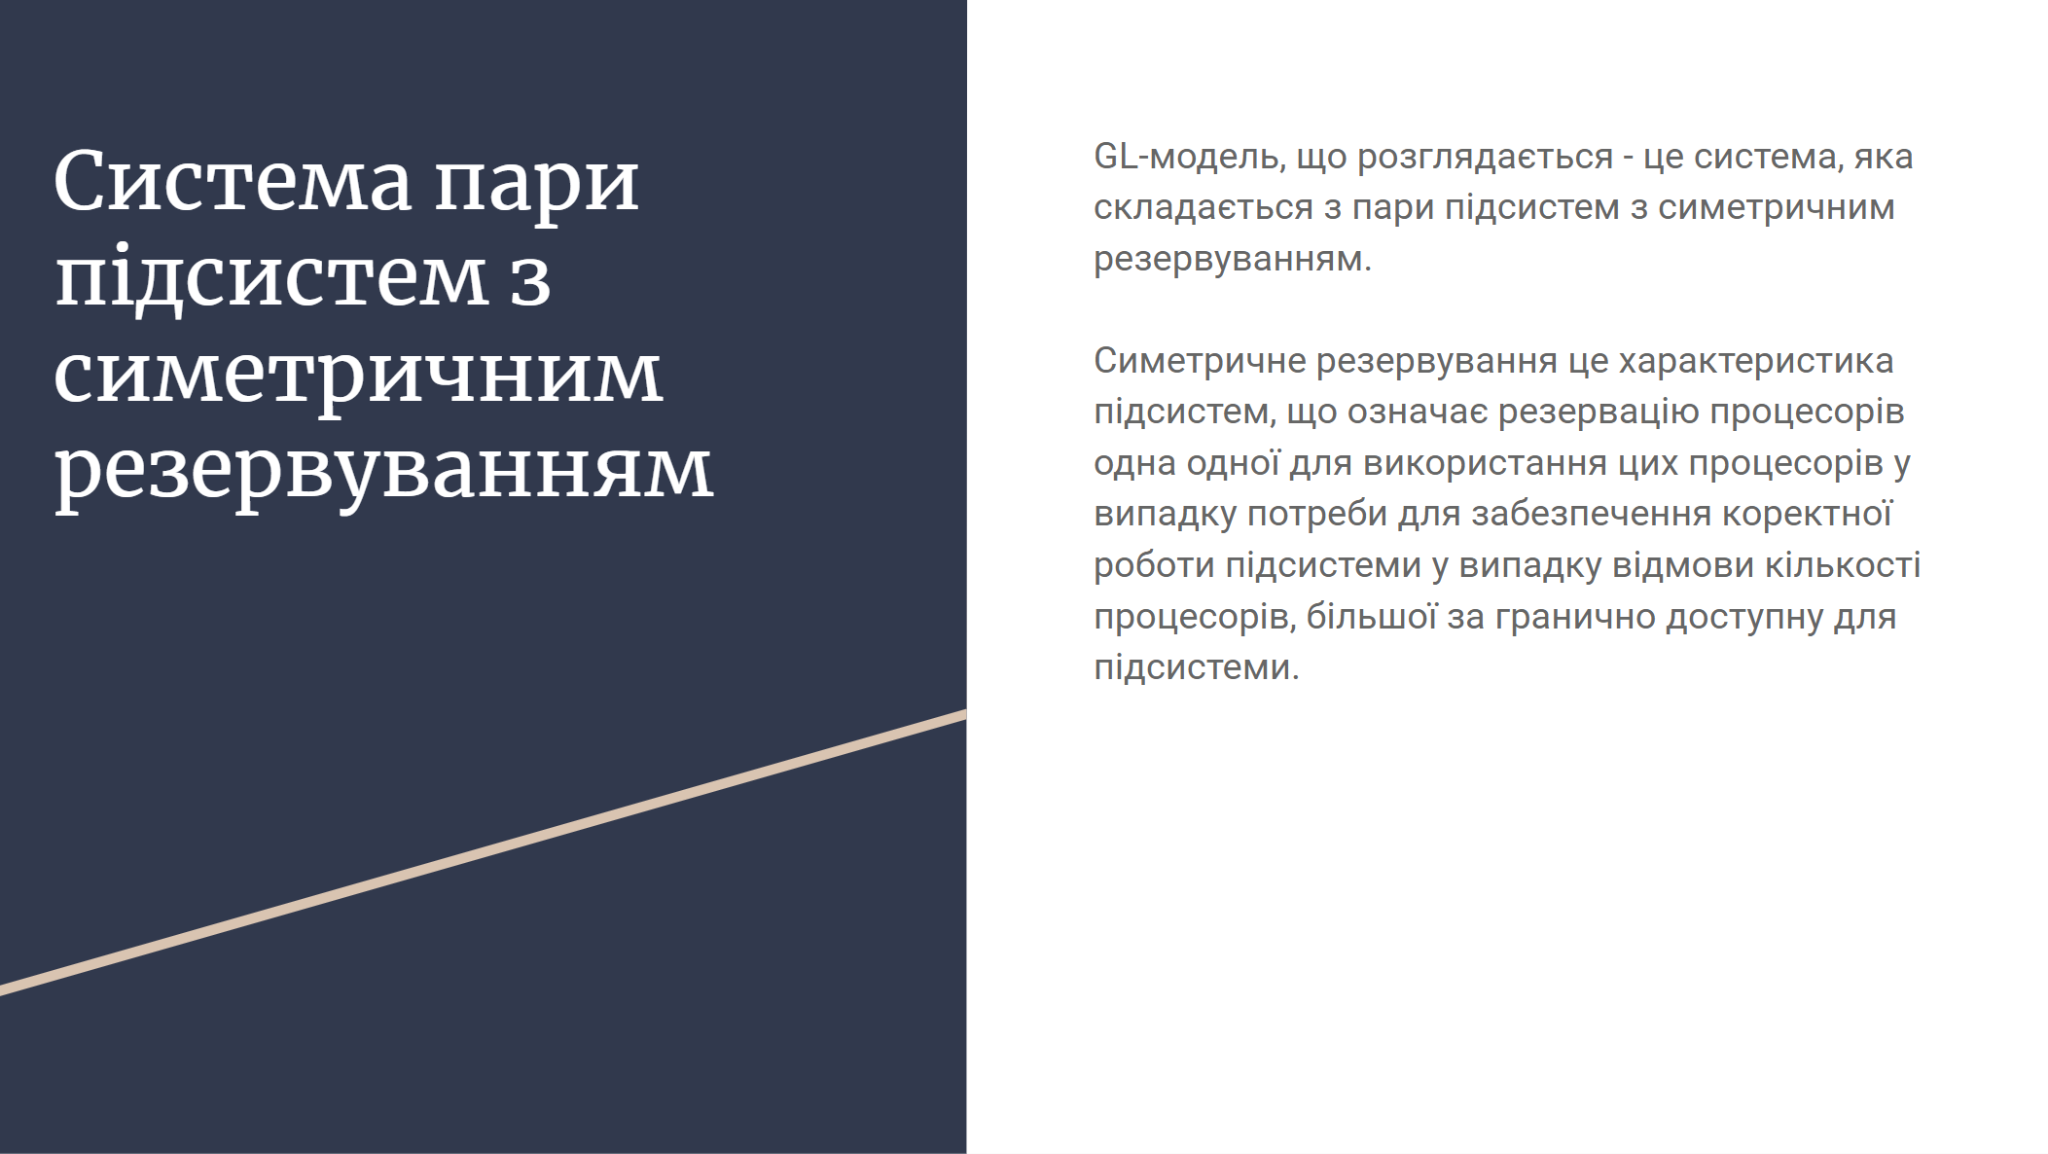 Система пари
підсистем з
симетричним
резервуванням
GL-модель, що розглядається - це система, яка
складається з пари підсистем з симетричним
резервуванням.
Симетричне резервування це характеристика
підсистем, що означає резервацію процесорів
одна одної для використання цих процесорів у
випадку потреби для забезпечення коректної
роботи підсистеми у випадку відмови кількості
процесорів, більшої за гранично доступну для
підсистеми.